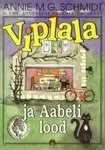 ANNIE M.G. SCHMIDT
Viplala
ja Aabeli
lood